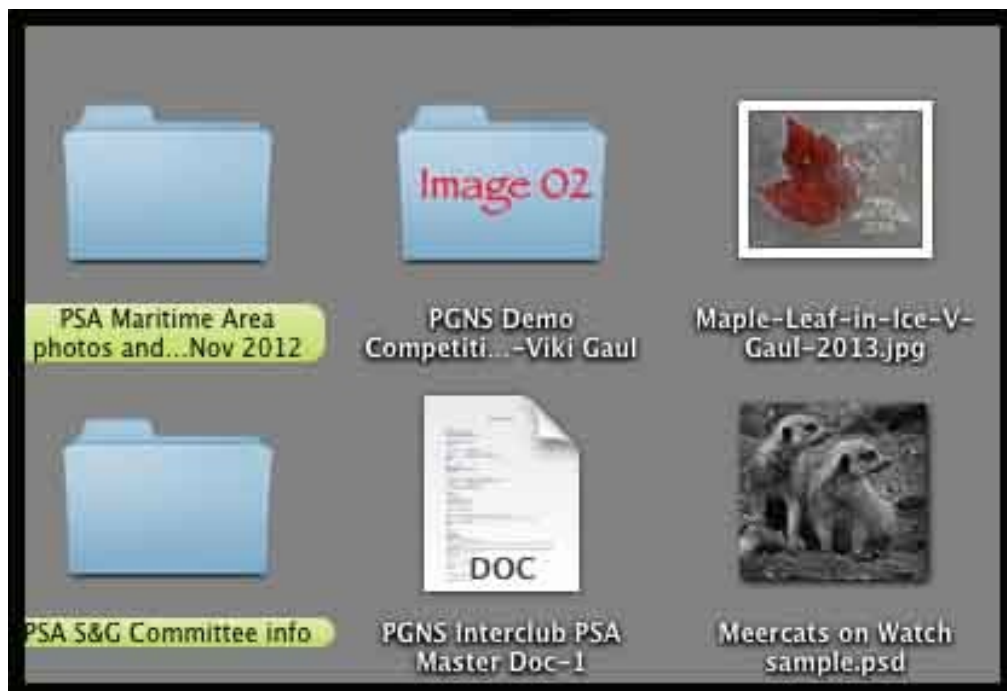 Image 02
PSA Maritime Area
photos and...Nov 2012
PGNS Demo
Competiti...-Viki Gaul
Maple-Leaf-in-Ice-V-
Gaul-2013.jpg
DOC
PSA S&G Committee info
PGNS Interclub PSA
Master Doc-1
Meercats on Watch
sample.psd